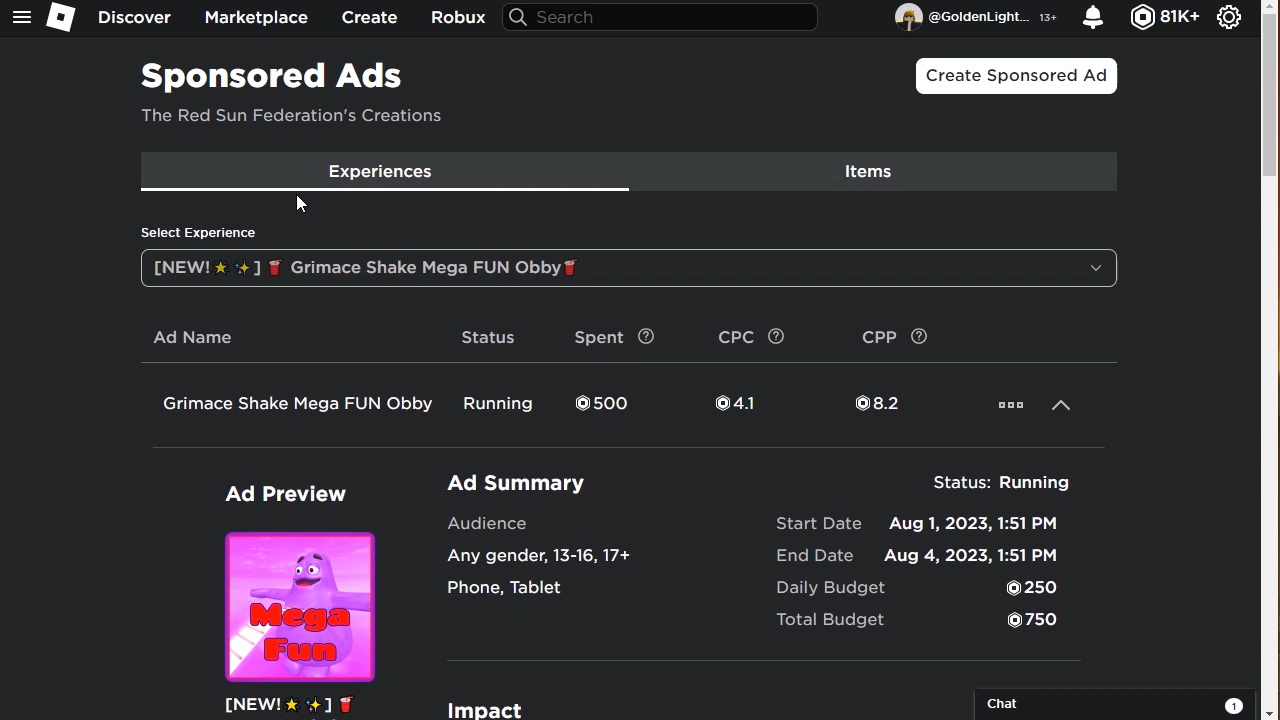 Discover Marketplace Create Robux Search @GoldenLight... 13+ 81K+
Sponsored Ads
Create Sponsored Ad
The Red Sun Federation's Creations
Experiences Items
Select Experience
[NEW!⭐✨] 🥤 Grimace Shake Mega FUN Obby🥤
Ad Name Status Spent ? CPC ? CPP ?
Grimace Shake Mega FUN Obby Running 500 4.1 8.2
Ad Preview
Mega
Fun
[NEW!⭐✨] 🥤
Ad Summary
Status: Running
Audience
Any gender, 13-16, 17+
Phone, Tablet
Start Date Aug 1, 2023, 1:51 PM
End Date Aug 4, 2023, 1:51 PM
Daily Budget 250
Total Budget 750
Impact
Chat 1